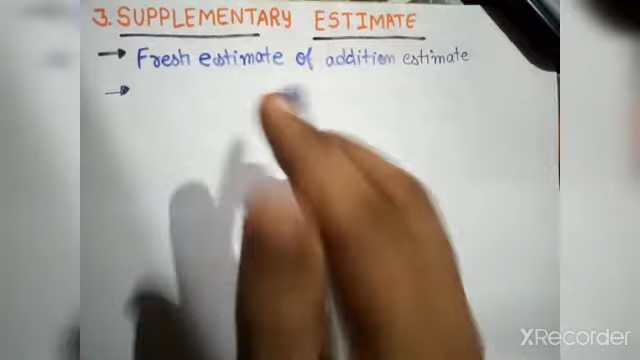 3. SUPPLEMENTARY ESTIMATE
→ Fresh estimate of addition estimate
→
XRecorder